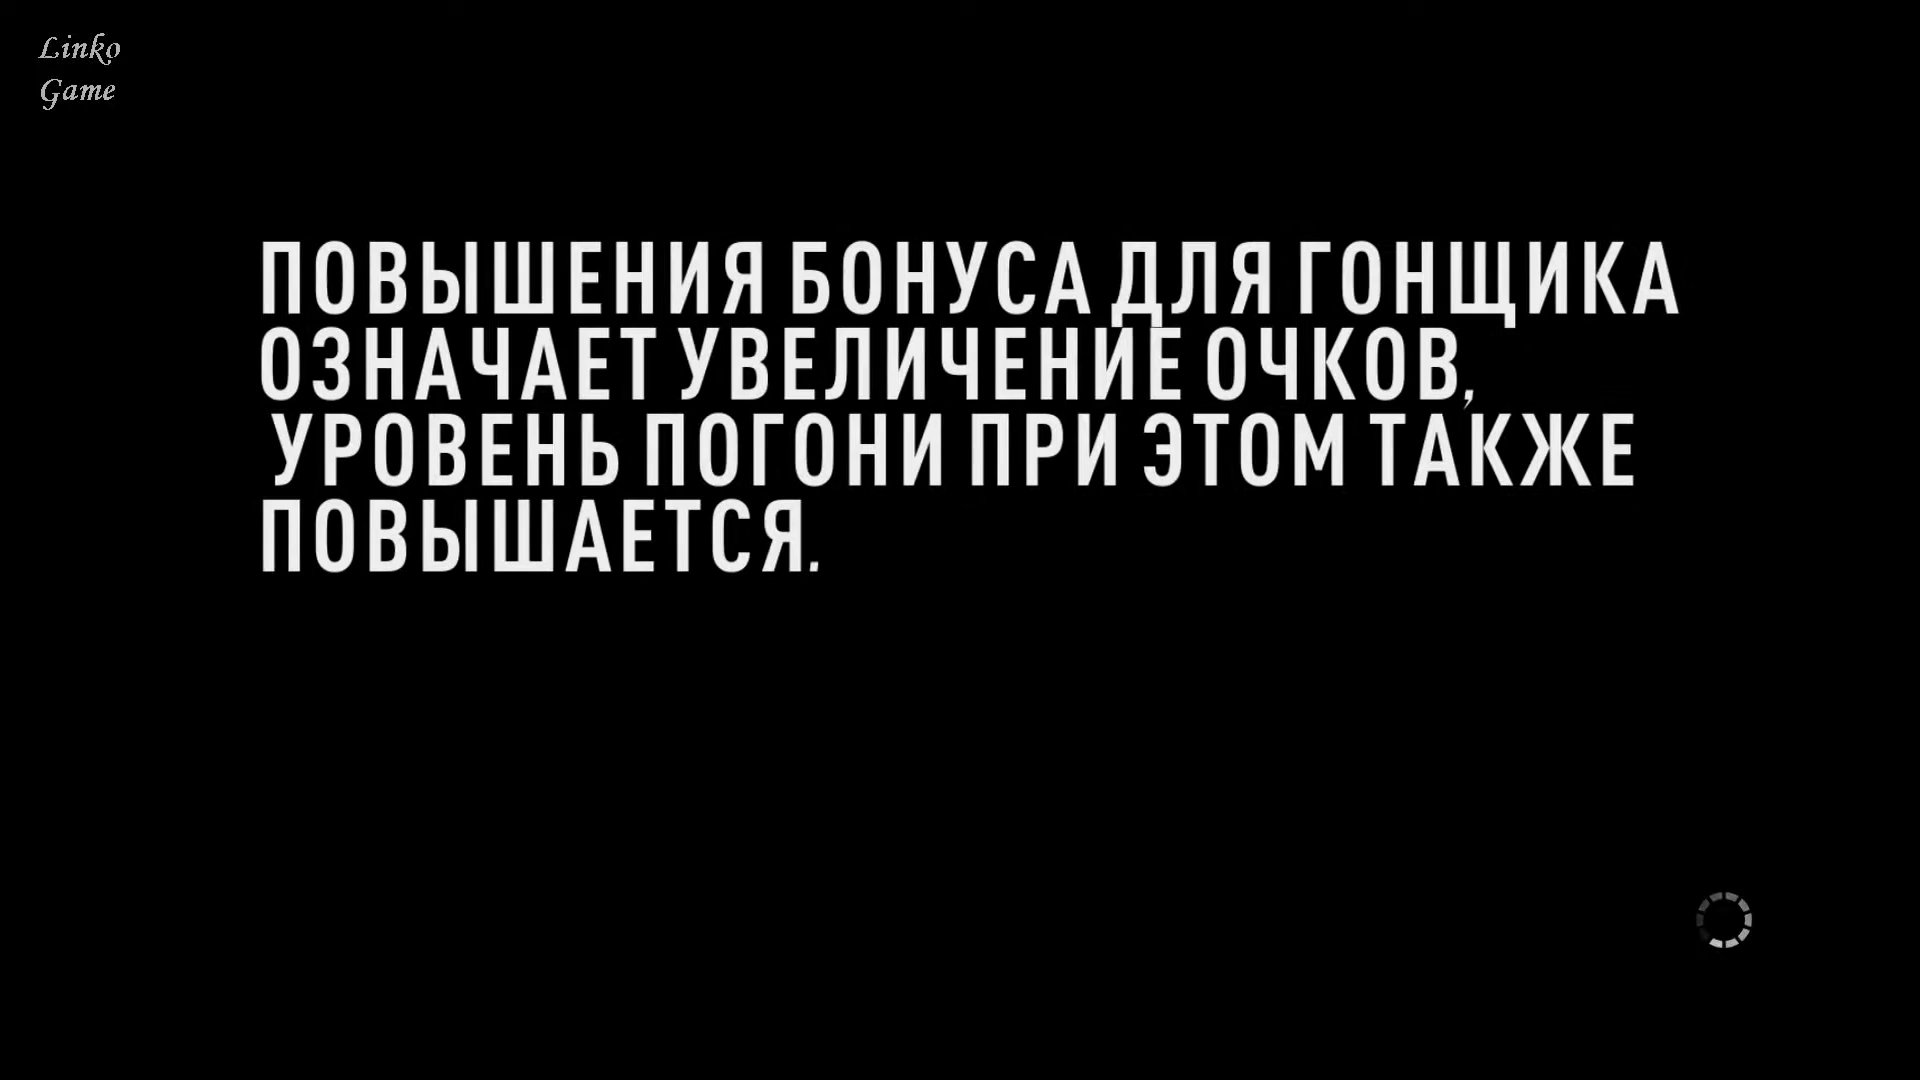 Linko
Game
ПОВЫШЕНИЯ БОНУСА ДЛЯ ГОНЩИКА
ОЗНАЧАЕТ УВЕЛИЧЕНИЕ ОЧКОВ,
УРОВЕНЬ ПОГОНИ ПРИ ЭТОМ ТАКЖЕ
ПОВЫШАЕТСЯ.